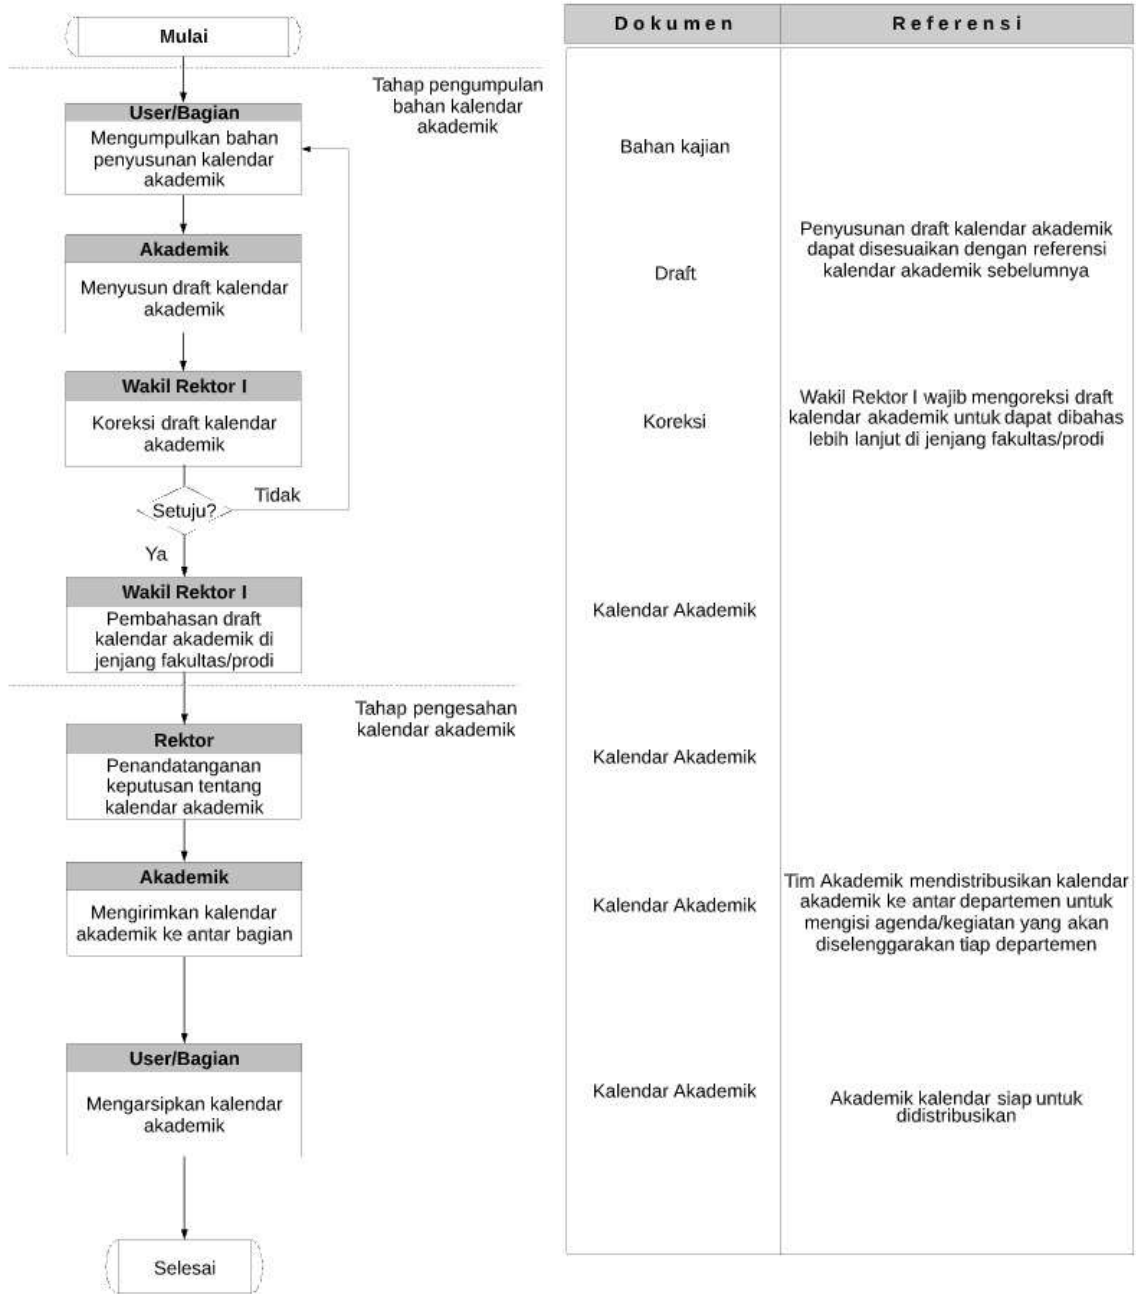 Mulai
Tahap pengumpulan
bahan kalendar
akademik
User/Bagian
Mengumpulkan bahan
penyusunan kalendar
akademik
Akademik
Menyusun draft kalendar
akademik
Wakil Rektor I
Koreksi draft kalendar
akademik
Setuju?
Tidak
Ya
Wakil Rektor I
Pembahasan draft
kalendar akademik di
jenjang fakultas/prodi
Tahap pengesahan
kalendar akademik
Rektor
Penandatanganan
keputusan tentang
kalendar akademik
Akademik
Mengirimkan kalendar
akademik ke antar bagian
User/Bagian
Mengarsipkan kalendar
akademik
Selesai
Dokumen Referensi
Bahan kajian
Draft
Penyusunan draft kalendar akademik
dapat disesuaikan dengan referensi
kalendar akademik sebelumnya
Koreksi
Wakil Rektor I wajib mengoreksi draft
kalendar akademik untuk dapat dibahas
lebih lanjut di jenjang fakultas/prodi
Kalendar Akademik
Kalendar Akademik
Kalendar Akademik
Tim Akademik mendistribusikan kalendar
akademik ke antar departemen untuk
mengisi agenda/kegiatan yang akan
diselenggarakan tiap departemen
Kalendar Akademik
Akademik kalendar siap untuk
didistribusikan